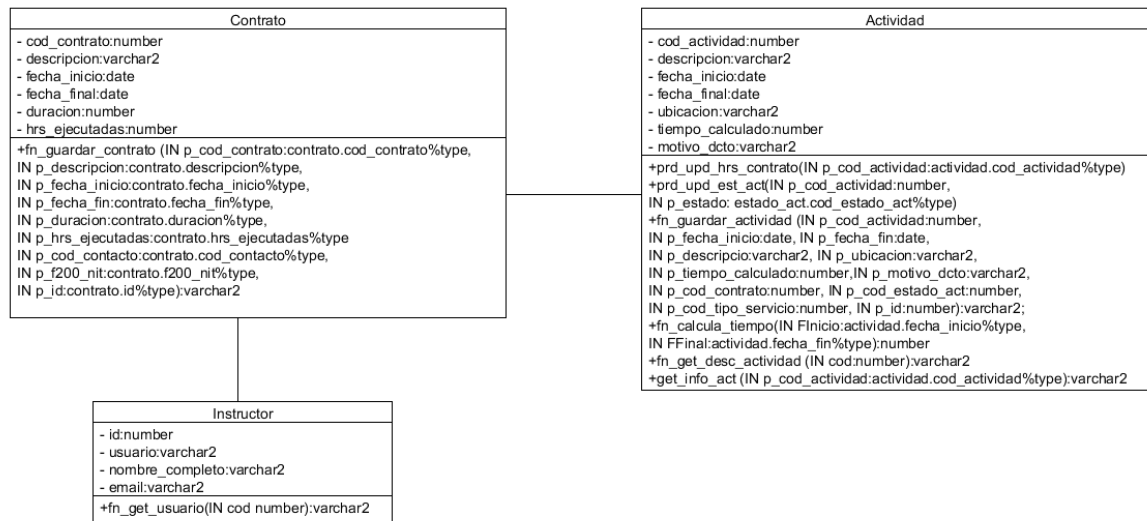 Contrato
- cod_contrato:number
- descripcion:varchar2
- fecha_inicio:date
- fecha_final:date
- duracion:number
- hrs_ejecutadas:number
+fn_guardar_contrato (IN p_cod_contrato:contrato.cod_contrato%type,
IN p_descripcion:contrato.descripcion%type,
IN p_fecha_inicio:contrato.fecha_inicio%type,
IN p_fecha_fin:contrato.fecha_fin%type,
IN p_duracion:contrato.duracion%type,
IN p_hrs_ejecutadas:contrato.hrs_ejecutadas%type
IN p_cod_contacto:contrato.cod_contacto%type,
IN p_f200_nit:contrato.f200_nit%type,
IN p_id:contrato.id%type):varchar2
Actividad
- cod_actividad:number
- descripcion:varchar2
- fecha_inicio:date
- fecha_final:date
- ubicacion:varchar2
- tiempo_calculado:number
- motivo_dcto:varchar2
+prd_upd_hrs_contrato(IN p_cod_actividad:actividad.cod_actividad%type)
+prd_upd_est_act(IN p_cod_actividad:number,
IN p_estado: estado_act.cod_estado_act%type)
+fn_guardar_actividad (IN p_cod_actividad:number,
IN p_fecha_inicio:date, IN p_fecha_fin:date,
IN p_descripcio:varchar2, IN p_ubicacion:varchar2,
IN p_tiempo_calculado:number,IN p_motivo_dcto:varchar2,
IN p_cod_contrato:number, IN p_cod_estado_act:number,
IN p_cod_tipo_servicio:number, IN p_id:number):varchar2;
+fn_calcula_tiempo(IN FInicio:actividad.fecha_inicio%type,
IN FFinal:actividad.fecha_fin%type):number
+fn_get_desc_actividad (IN cod:number):varchar2
+get_info_act (IN p_cod_actividad:actividad.cod_actividad%type):varchar2
Instructor
- id:number
- usuario:varchar2
- nombre_completo:varchar2
- email:varchar2
+fn_get_usuario(IN cod number):varchar2